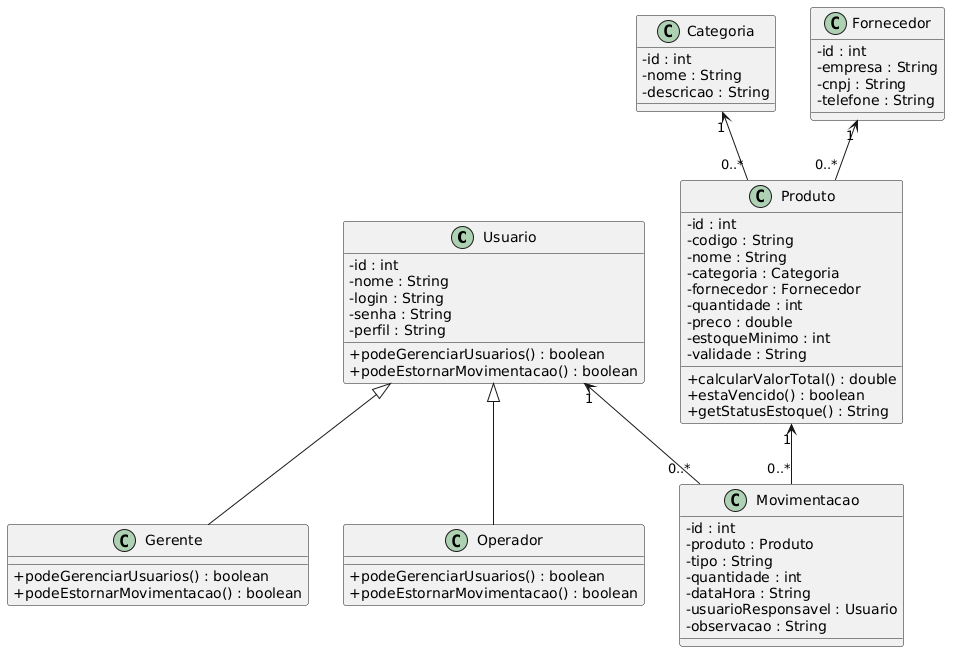 C Categoria
-id : int
-nome : String
-descricao : String
C Fornecedor
-id : int
-empresa : String
-cnpj : String
-telefone : String
1
0..*
1
0..*
C Produto
-id : int
-codigo : String
-nome : String
-categoria : Categoria
-fornecedor : Fornecedor
-quantidade : int
-preco : double
-estoqueMinimo : int
-validade : String
+calcularValorTotal() : double
+estaVencido() : boolean
+getStatusEstoque() : String
C Usuario
-id : int
-nome : String
-login : String
-senha : String
-perfil : String
+podeGerenciarUsuarios() : boolean
+podeEstornarMovimentacao() : boolean
1
0..*
1
0..*
C Gerente
+podeGerenciarUsuarios() : boolean
+podeEstornarMovimentacao() : boolean
C Operador
+podeGerenciarUsuarios() : boolean
+podeEstornarMovimentacao() : boolean
C Movimentacao
-id : int
-produto : Produto
-tipo : String
-quantidade : int
-dataHora : String
-usuarioResponsavel : Usuario
-observacao : String